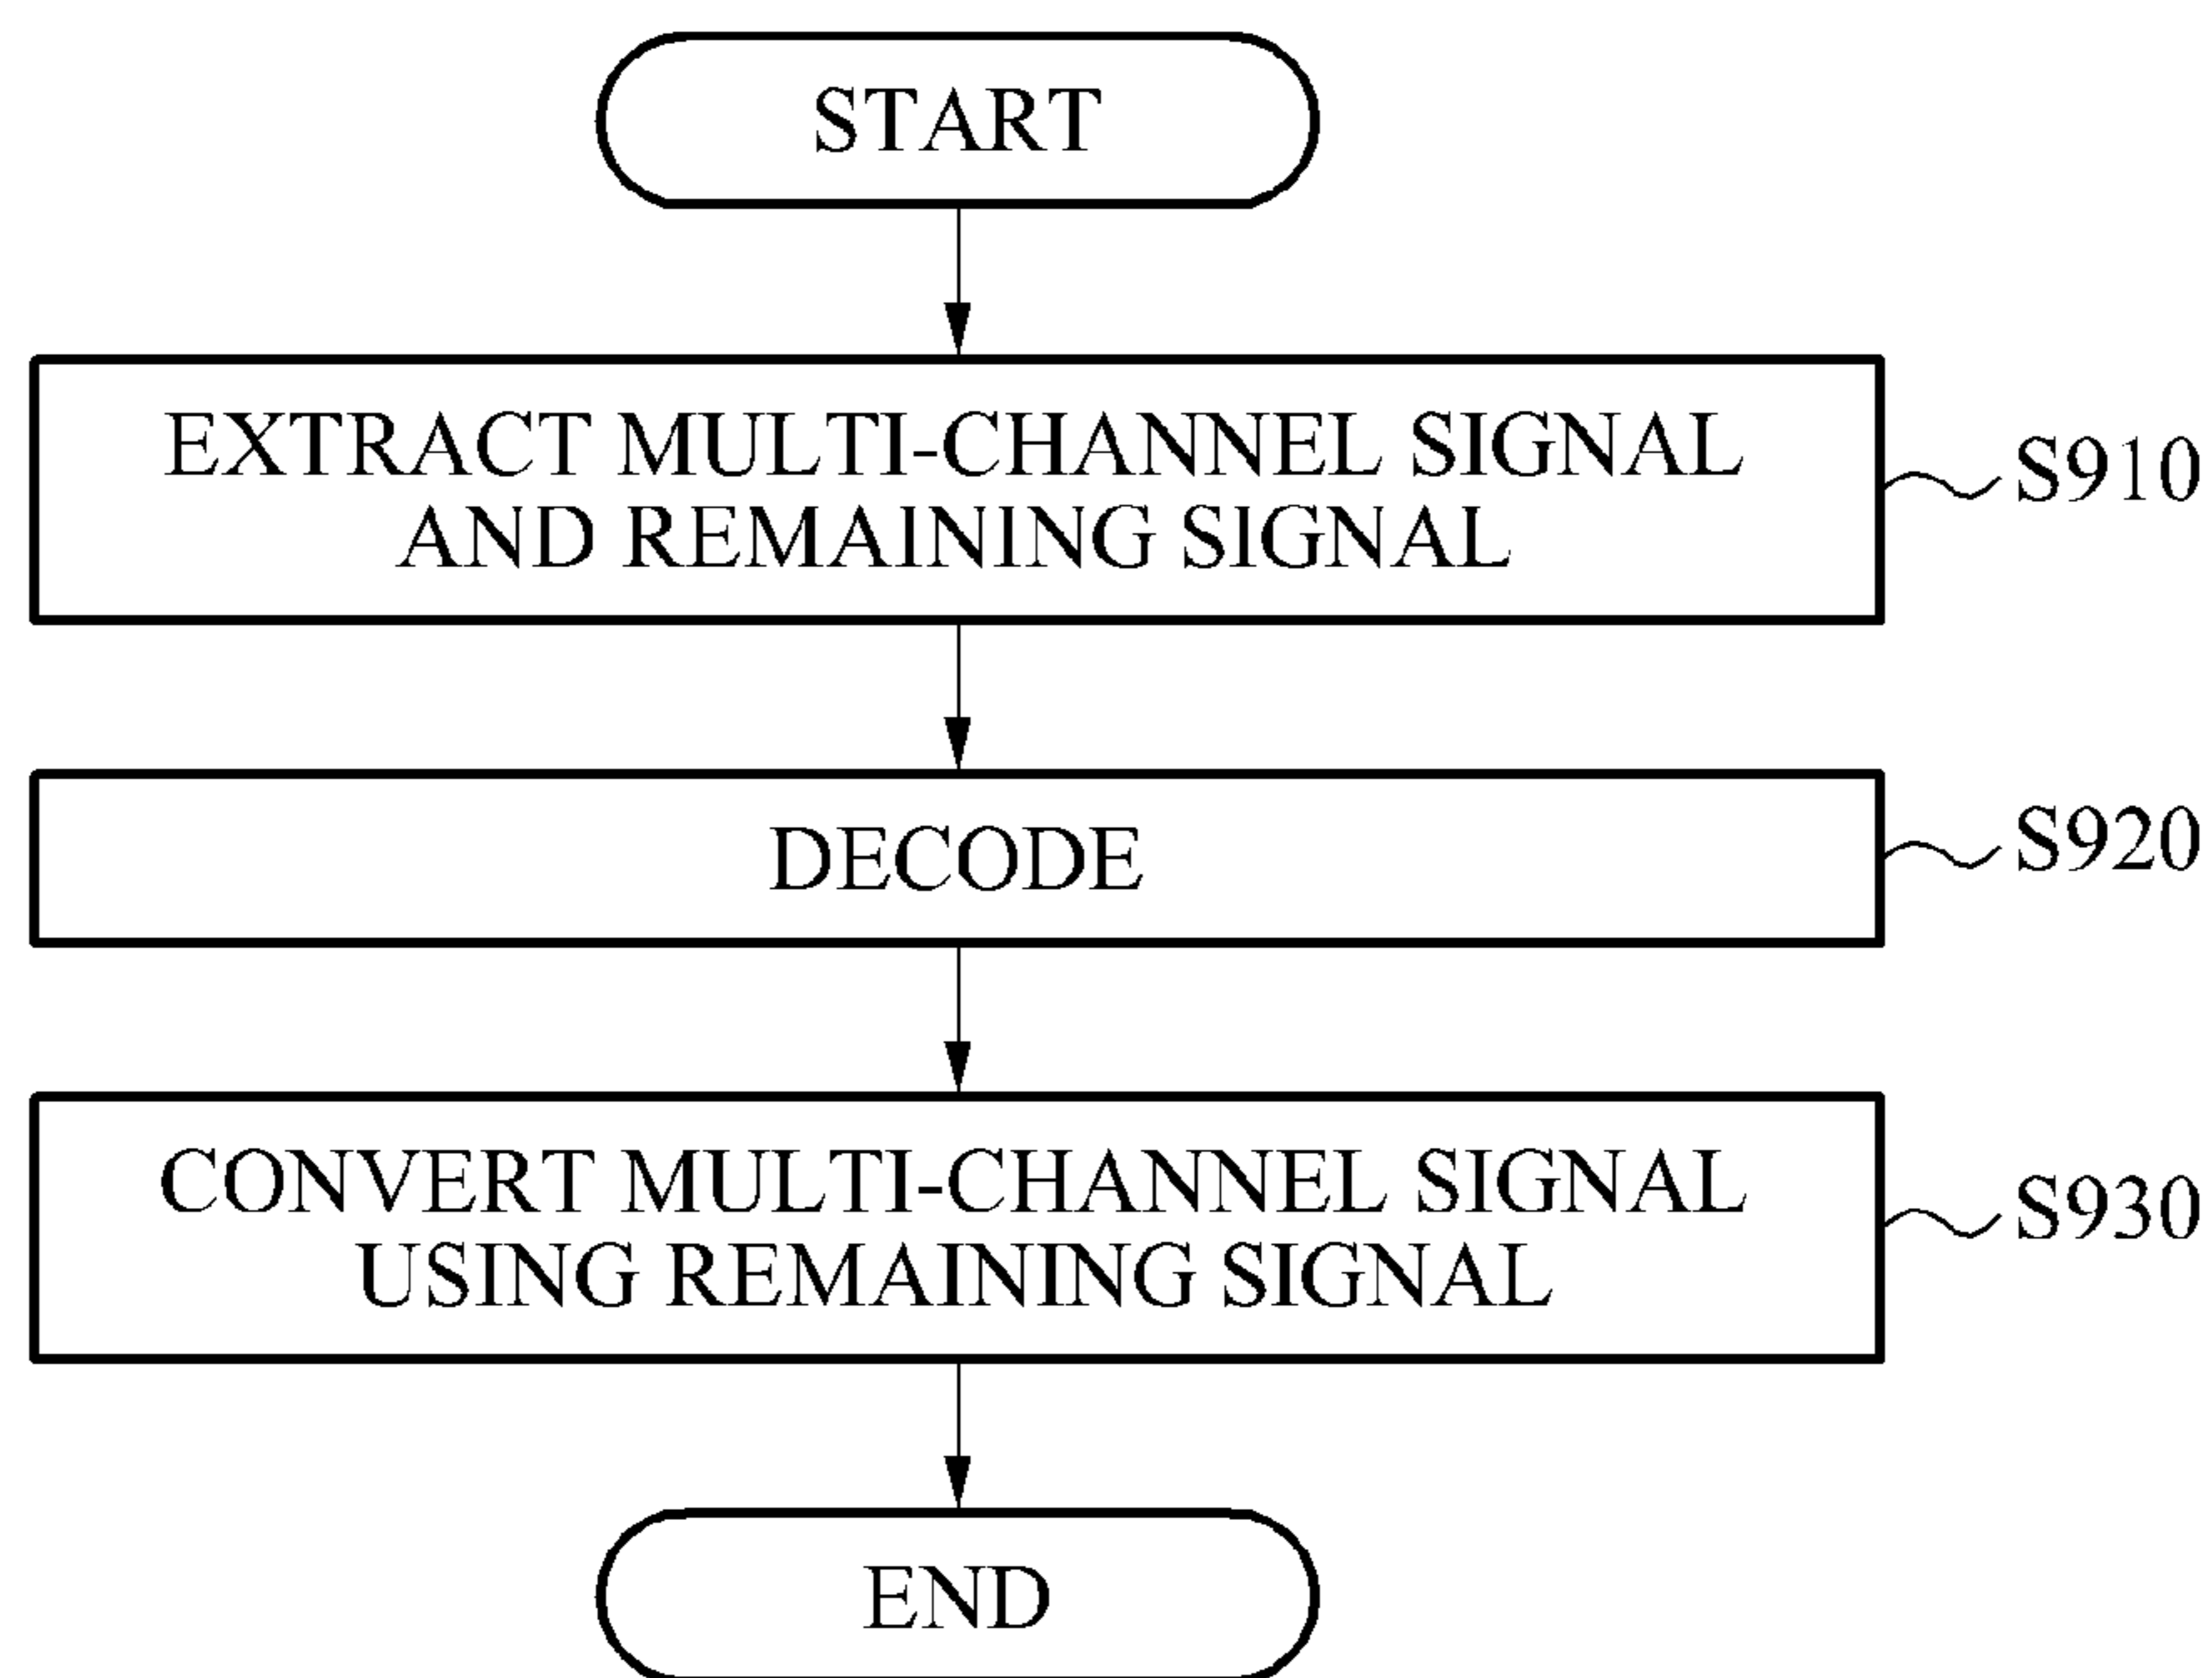 START
EXTRACT MULTI-CHANNEL SIGNAL
AND REMAINING SIGNAL
S910
DECODE
S920
CONVERT MULTI-CHANNEL SIGNAL
USING REMAINING SIGNAL
S930
END